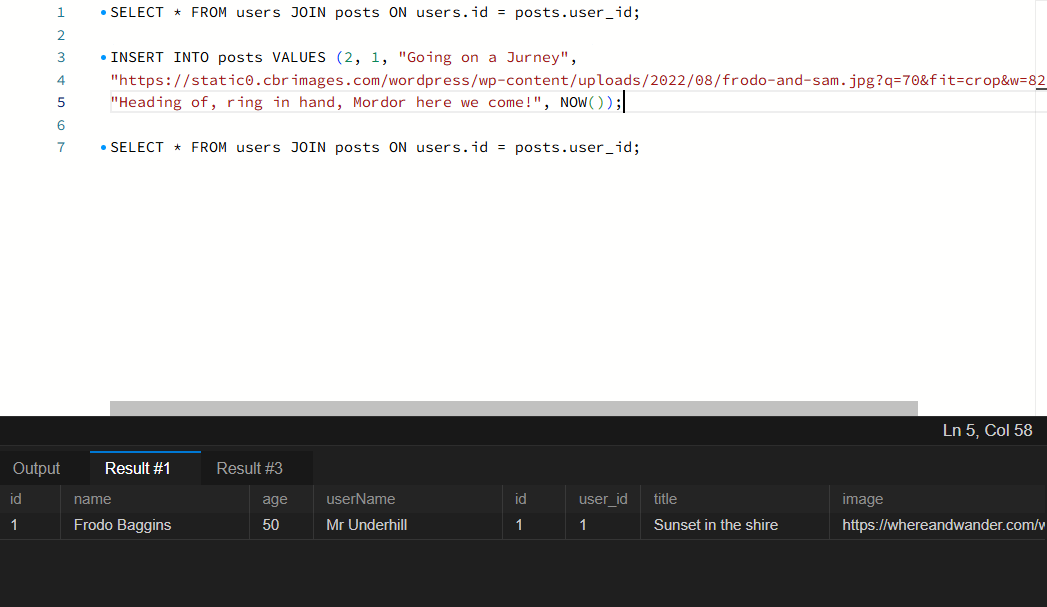 1 SELECT * FROM users JOIN posts ON users.id = posts.user_id;
2
3 INSERT INTO posts VALUES (2, 1, "Going on a Jurney",
4 "https://static0.cbrimages.com/wordpress/wp-content/uploads/2022/08/frodo-and-sam.jpg?q=70&fit=crop&w=82
5 "Heading of, ring in hand, Mordor here we come!", NOW());
6
7 SELECT * FROM users JOIN posts ON users.id = posts.user_id;
Ln 5, Col 58
Output Result #1 Result #3
id name age userName id user_id title image
1 Frodo Baggins 50 Mr Underhill 1 1 Sunset in the shire https://whereandwander.com/w